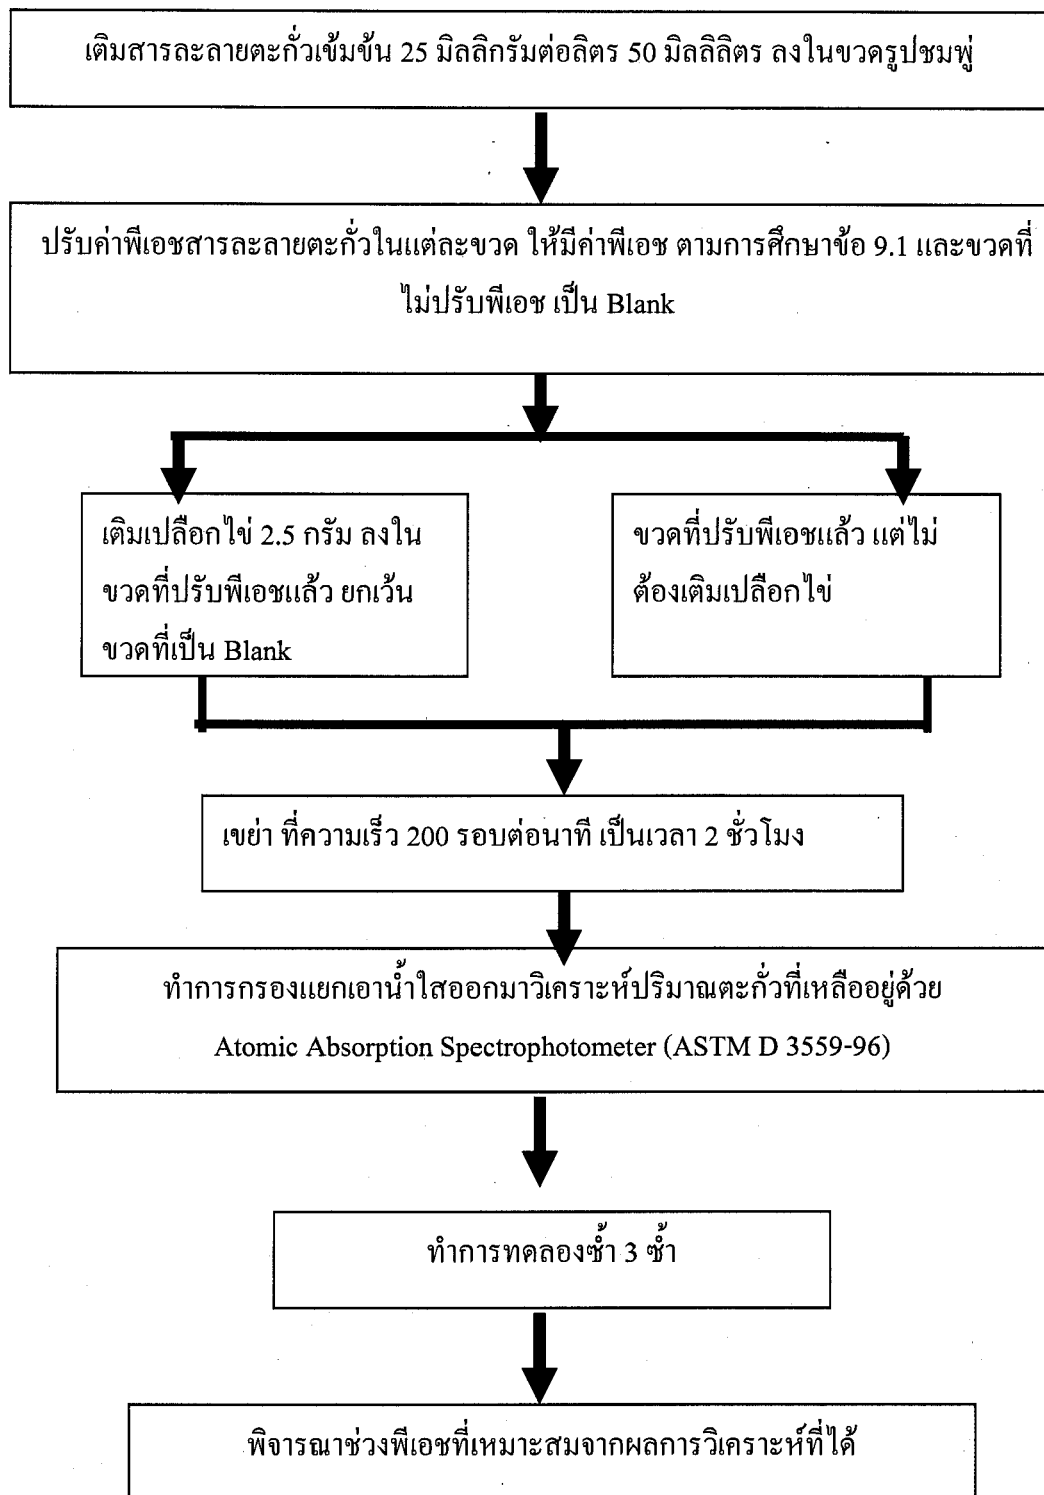 เติมสารละลายตะกั่วเข้มข้น 25 มิลลิกรัมต่อลิตร 50 มิลลิลิตร ลงในขวดรูปชมพู่
ปรับค่าพีเอชสารละลายตะกั่วในแต่ละขวด ให้มีค่าพีเอช ตามการศึกษาข้อ 9.1 และขวดที่
ไม่ปรับพีเอช เป็น Blank
เติมเปลือกไข่ 2.5 กรัม ลงใน
ขวดที่ปรับพีเอชแล้ว ยกเว้น
ขวดที่เป็น Blank
ขวดที่ปรับพีเอชแล้ว แต่ไม่
ต้องเติมเปลือกไข่
เขย่า ที่ความเร็ว 200 รอบต่อนาที เป็นเวลา 2 ชั่วโมง
ทำการกรองแยกเอาน้ำใสออกมาวิเคราะห์ปริมาณตะกั่วที่เหลืออยู่ด้วย
Atomic Absorption Spectrophotometer (ASTM D 3559-96)
ทำการทดลองซ้ำ 3 ซ้ำ
พิจารณาช่วงพีเอชที่เหมาะสมจากผลการวิเคราะห์ที่ได้